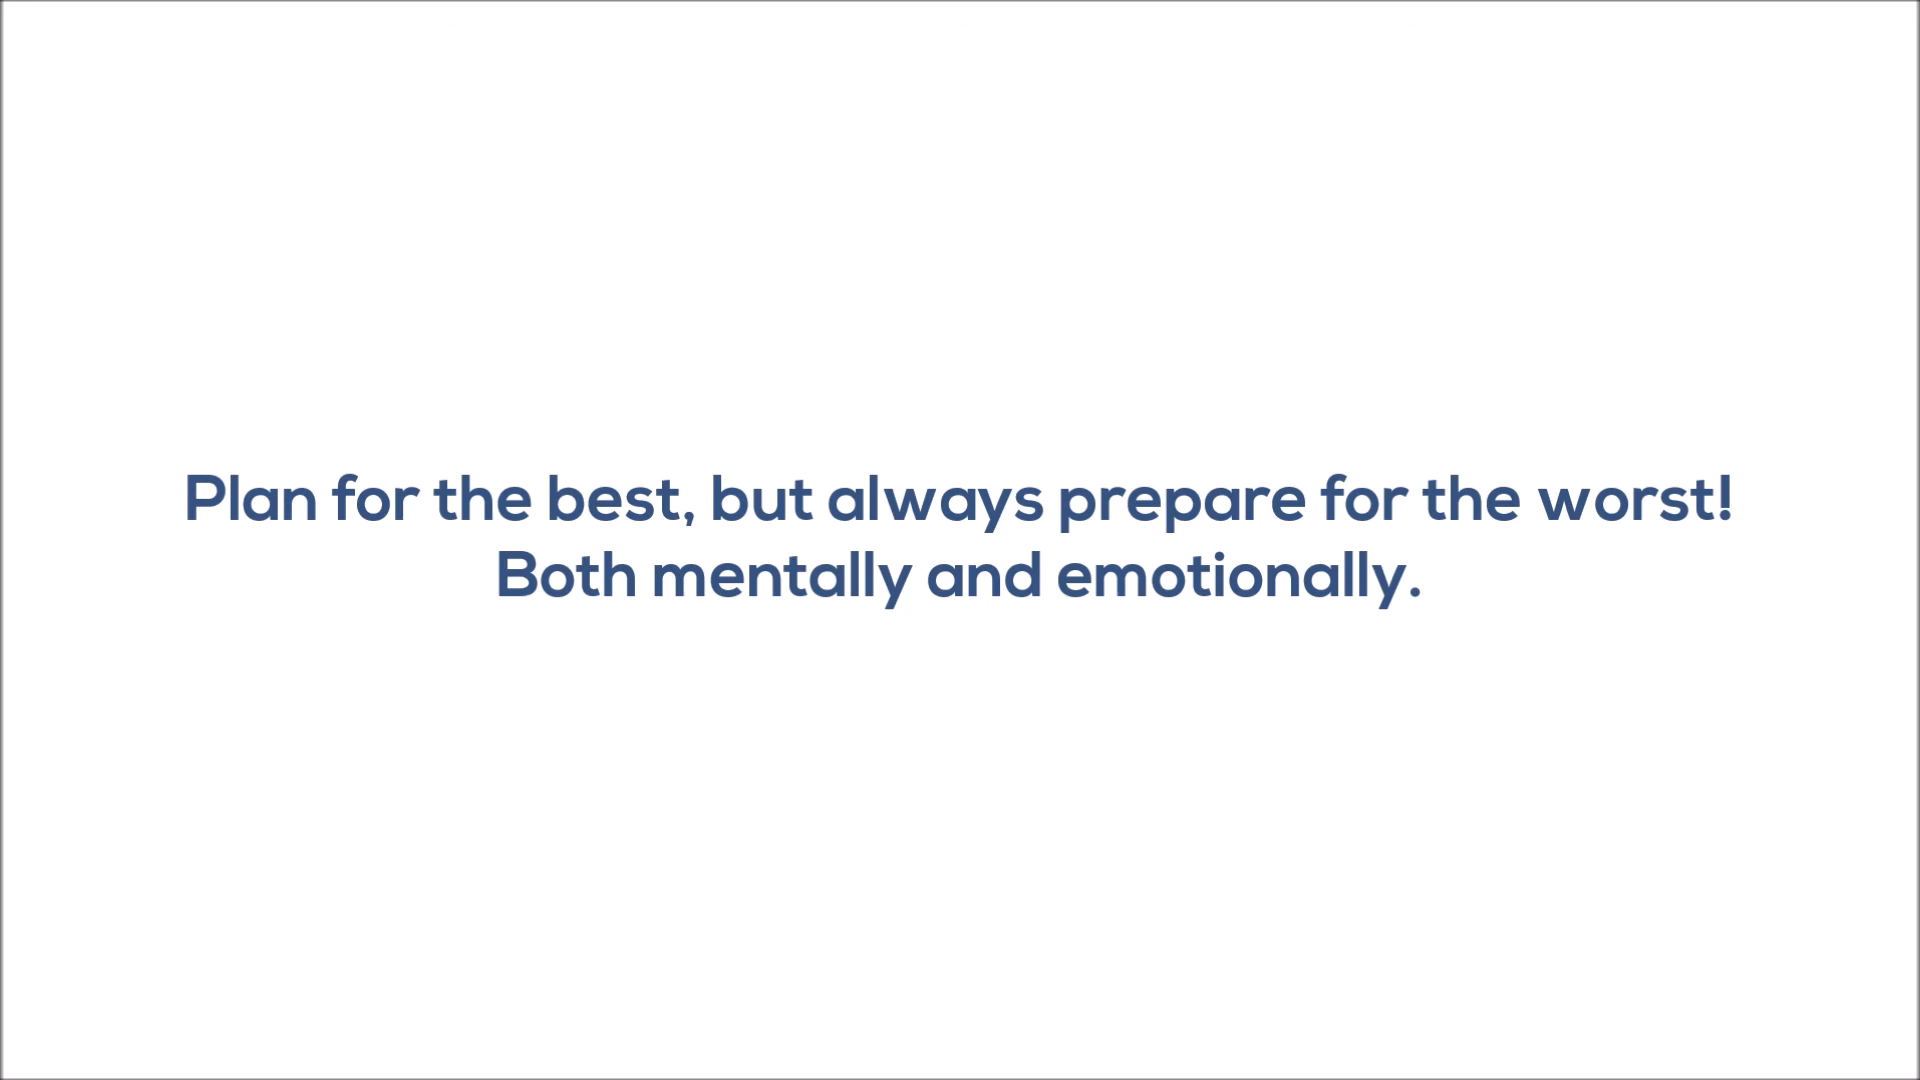 Plan for the best, but always prepare for the worst!
Both mentally and emotionally.